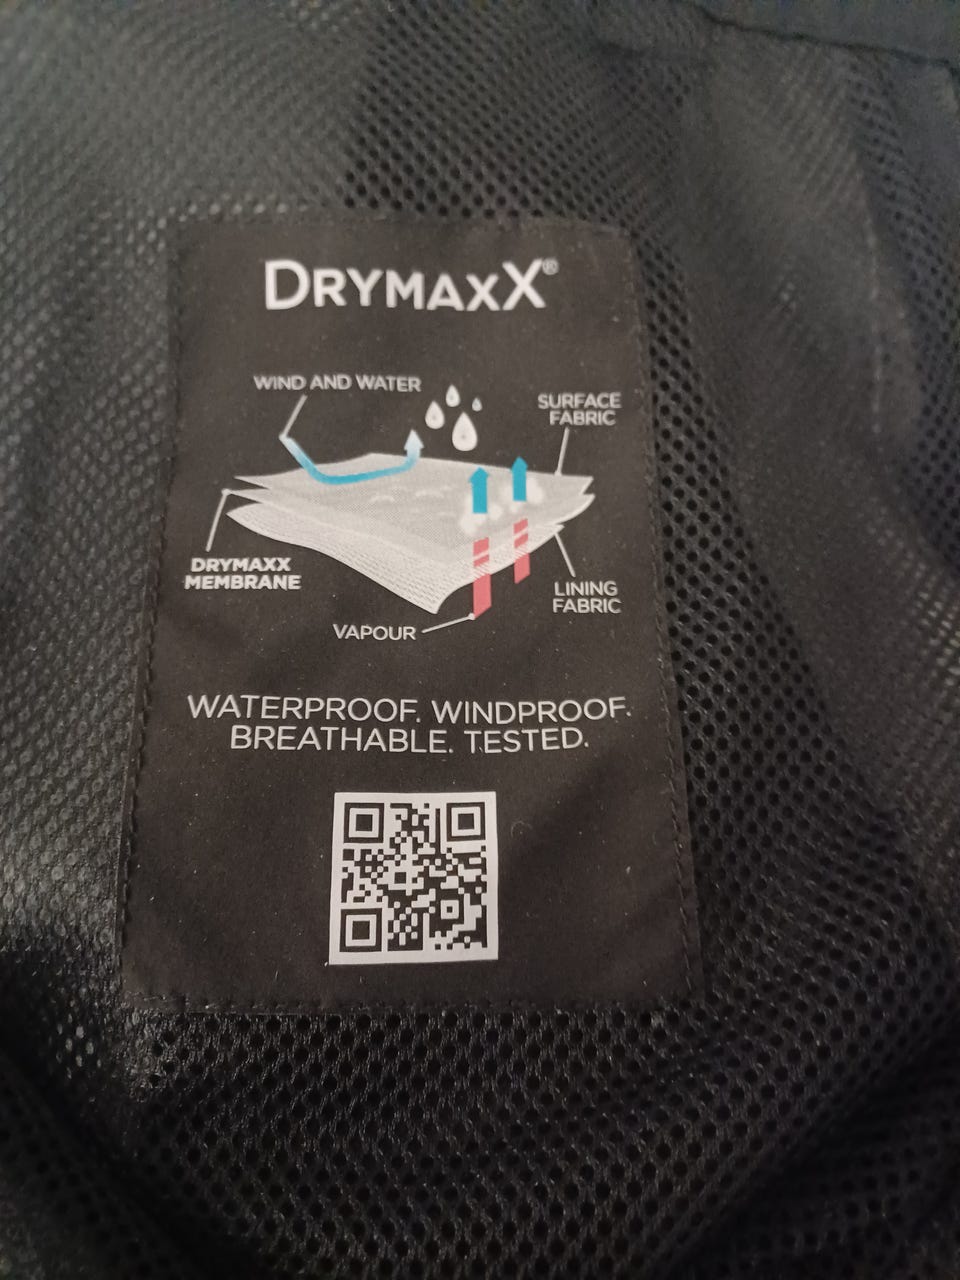 DRYMAXX®
WIND AND WATER
SURFACE
FABRIC
DRYMAXX
MEMBRANE
LINING
FABRIC
VAPOUR
WATERPROOF. WINDPROOF.
BREATHABLE. TESTED.